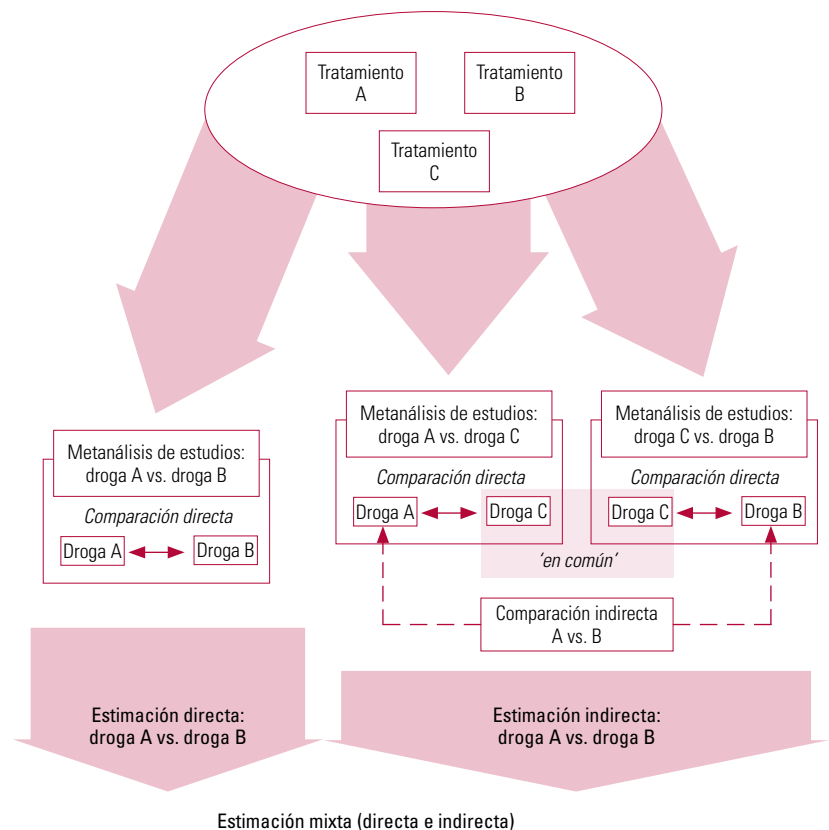 Tratamiento
A
Tratamiento
B
Tratamiento
C
Metanálisis de estudios:
droga A vs. droga B
Comparación directa
Droga A
Droga B
Metanálisis de estudios:
droga A vs. droga C
Comparación directa
Droga A
Droga C
Metanálisis de estudios:
droga C vs. droga B
Comparación directa
Droga C
Droga B
'en común'
Comparación indirecta
A vs. B
Estimación directa:
droga A vs. droga B
Estimación indirecta:
droga A vs. droga B
Estimación mixta (directa e indirecta)